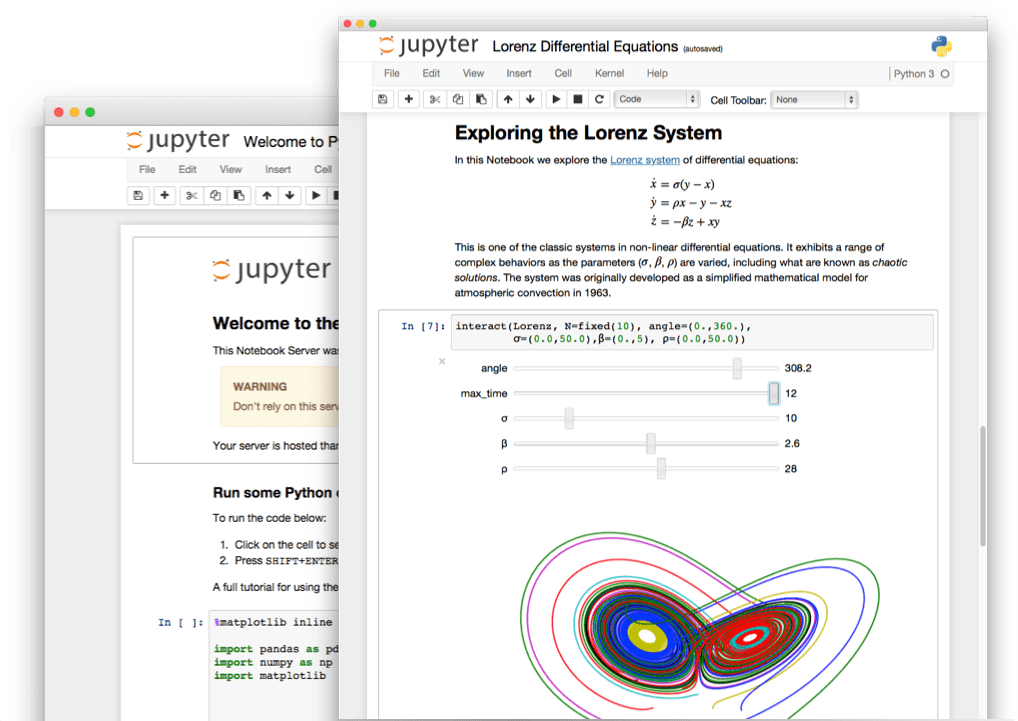 jupyter Lorenz Differential Equations (autosaved)
File Edit View Insert Cell Kernel Help Python 3
Code Cell Toolbar: None
Exploring the Lorenz System
In this Notebook we explore the Lorenz system of differential equations:
ẋ = σ(y − x)
ẏ = ρx − y − xz
ż = −βz + xy
This is one of the classic systems in non-linear differential equations. It exhibits a range of
complex behaviors as the parameters (σ, β, ρ) are varied, including what are known as chaotic
solutions. The system was originally developed as a simplified mathematical model for
atmospheric convection in 1963.
In [7]: interact(Lorenz, N=fixed(10), angle=(0.,360.),
σ=(0.0,50.0),β=(0.,5), ρ=(0.0,50.0))
angle 308.2
max_time 12
σ 10
β 2.6
ρ 28
jupyter Welcome to P
File Edit View Insert Cell
jupyter
Welcome to the
This Notebook Server was
WARNING
Don't rely on this serv
Your server is hosted than
Run some Python
To run the code below:
1. Click on the cell to se
2. Press SHIFT+ENTER
A full tutorial for using the
In [ ]: %matplotlib inline
import pandas as pd
import numpy as np
import matplotlib